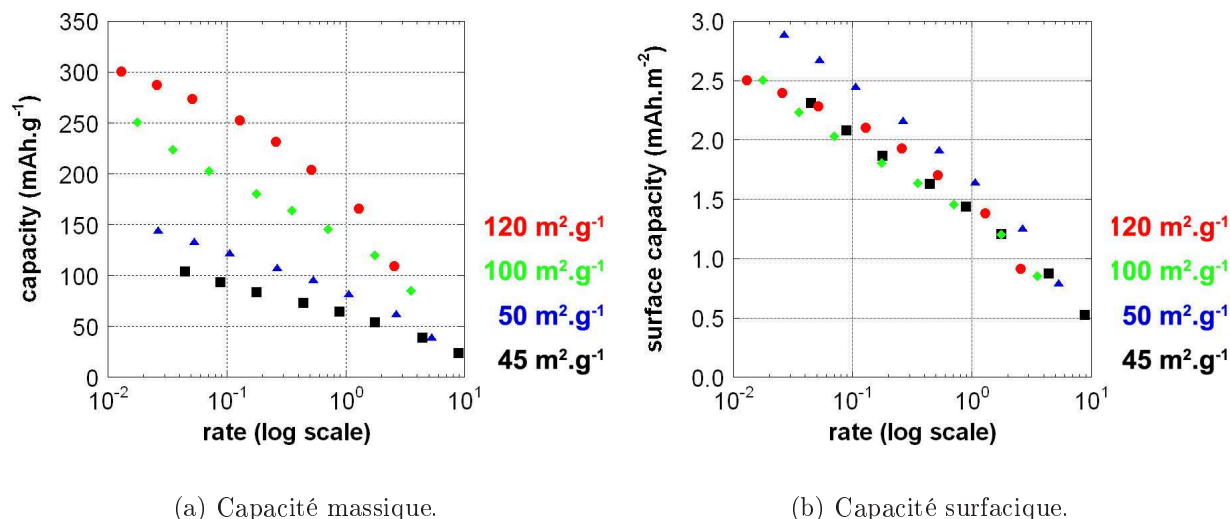 350
300
250
200
150
100
50
0
capacity (mAh.g⁻¹)
10⁻² 10⁻¹ 10⁰ 10¹
rate (log scale)
120 m².g⁻¹
100 m².g⁻¹
50 m².g⁻¹
45 m².g⁻¹
(a) Capacité massique.
3.0
2.5
2.0
1.5
1.0
0.5
0.0
surface capacity (mAh.m⁻²)
10⁻² 10⁻¹ 10⁰ 10¹
rate (log scale)
120 m².g⁻¹
100 m².g⁻¹
50 m².g⁻¹
45 m².g⁻¹
(b) Capacité surfacique.